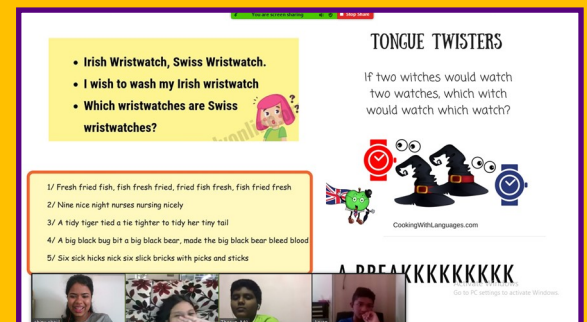 You are screen sharing
Stop Share
• Irish Wristwatch, Swiss Wristwatch.
• I wish to wash my Irish wristwatch
• Which wristwatches are Swiss
wristwatches?
1/ Fresh fried fish, fish fresh fried, fried fish fresh, fish fried fresh
2/ Nine nice night nurses nursing nicely
3/ A tidy tiger tied a tie tighter to tidy her tiny tail
4/ A big black bug bit a big black bear, made the big black bear bleed blood
5/ Six sick hicks nick six slick bricks with picks and sticks
TONGUE TWISTERS
If two witches would watch
two watches, which witch
would watch which watch?
CookingWithLanguages.com
A BREAKKKKKKKK
Go to PC settings to activate Windows.